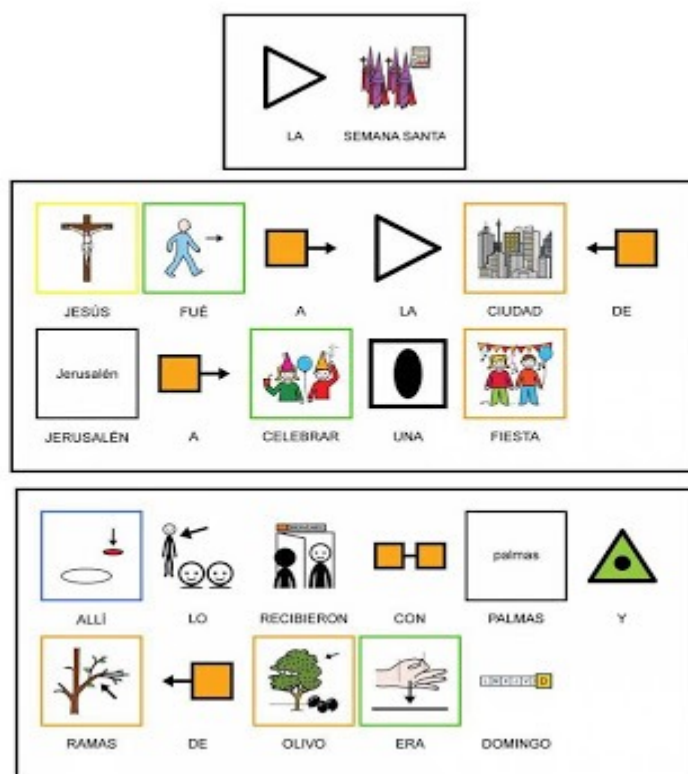 LA SEMANA SANTA
JESÚS FUÉ A LA CIUDAD DE
Jerusalén
JERUSALÉN A CELEBRAR UNA FIESTA
palmas
ALLÍ LO RECIBIERON CON PALMAS Y
RAMAS DE OLIVO ERA DOMINGO